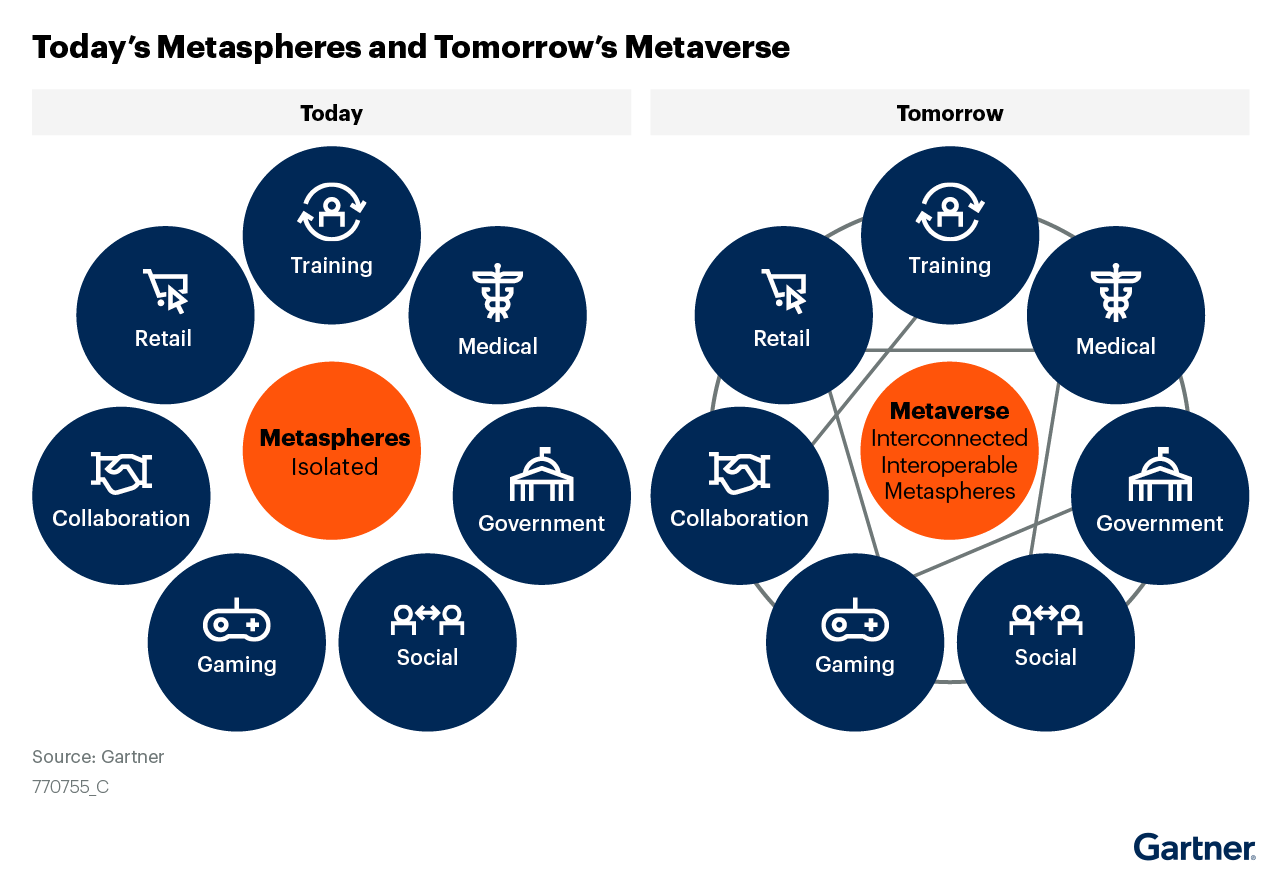 Today's Metaspheres and Tomorrow's Metaverse
Today
Training
Retail
Medical
Metaspheres
Isolated
Collaboration
Government
Gaming
Social
Tomorrow
Training
Retail
Medical
Metaverse
Interconnected
Interoperable
Metaspheres
Collaboration
Government
Gaming
Social
Source: Gartner
770755_C
Gartner®